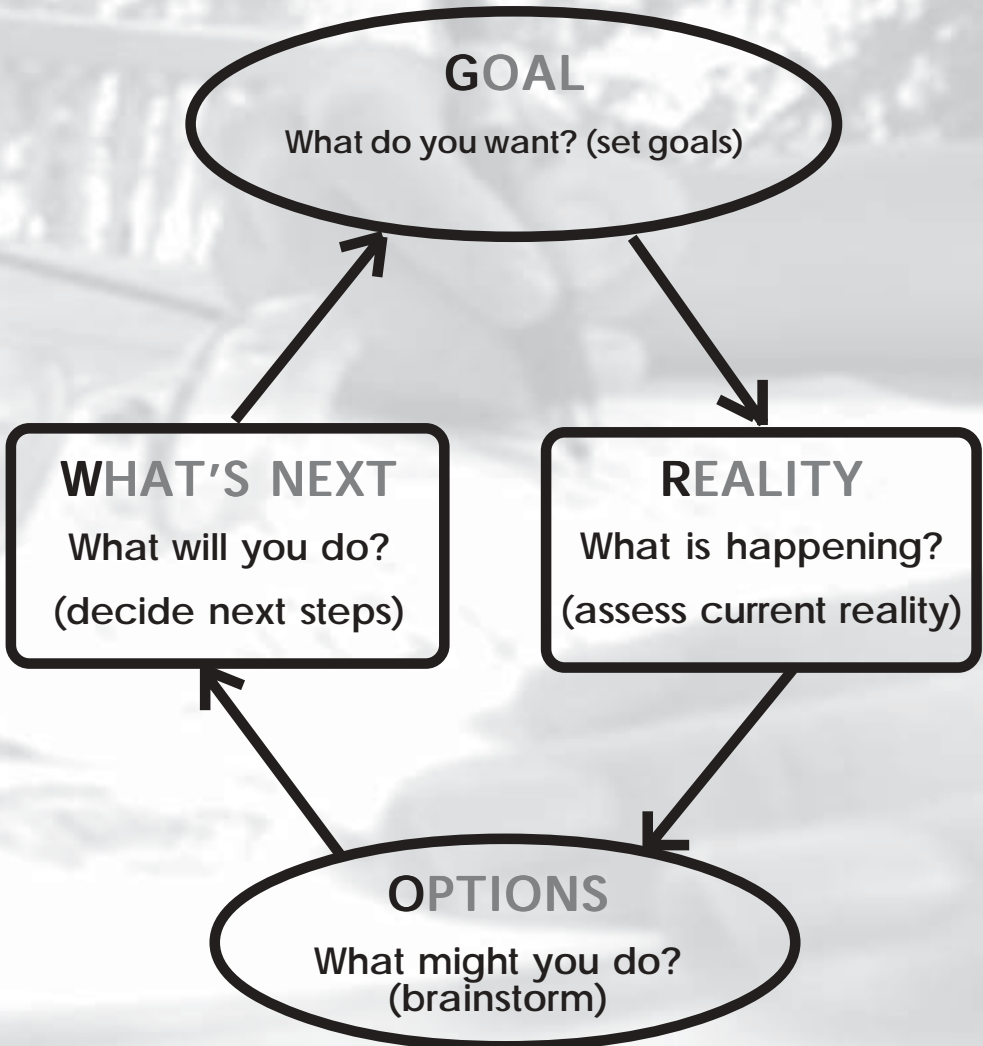 GOAL
What do you want? (set goals)
WHAT'S NEXT
What will you do?
(decide next steps)
REALITY
What is happening?
(assess current reality)
OPTIONS
What might you do?
(brainstorm)